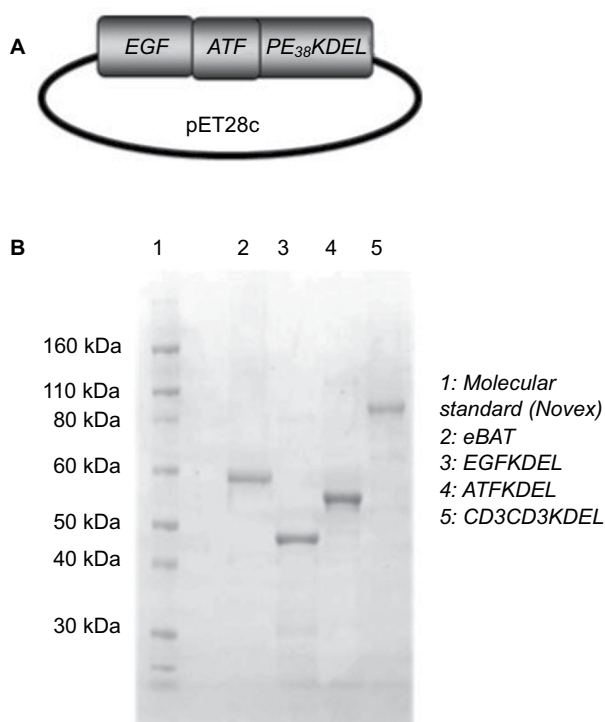 A
EGF ATF PE38KDEL
pET28c
B
1 2 3 4 5
160 kDa
110 kDa
80 kDa
60 kDa
50 kDa
40 kDa
30 kDa
1: Molecular
standard (Novex)
2: eBAT
3: EGFKDEL
4: ATFKDEL
5: CD3CD3KDEL